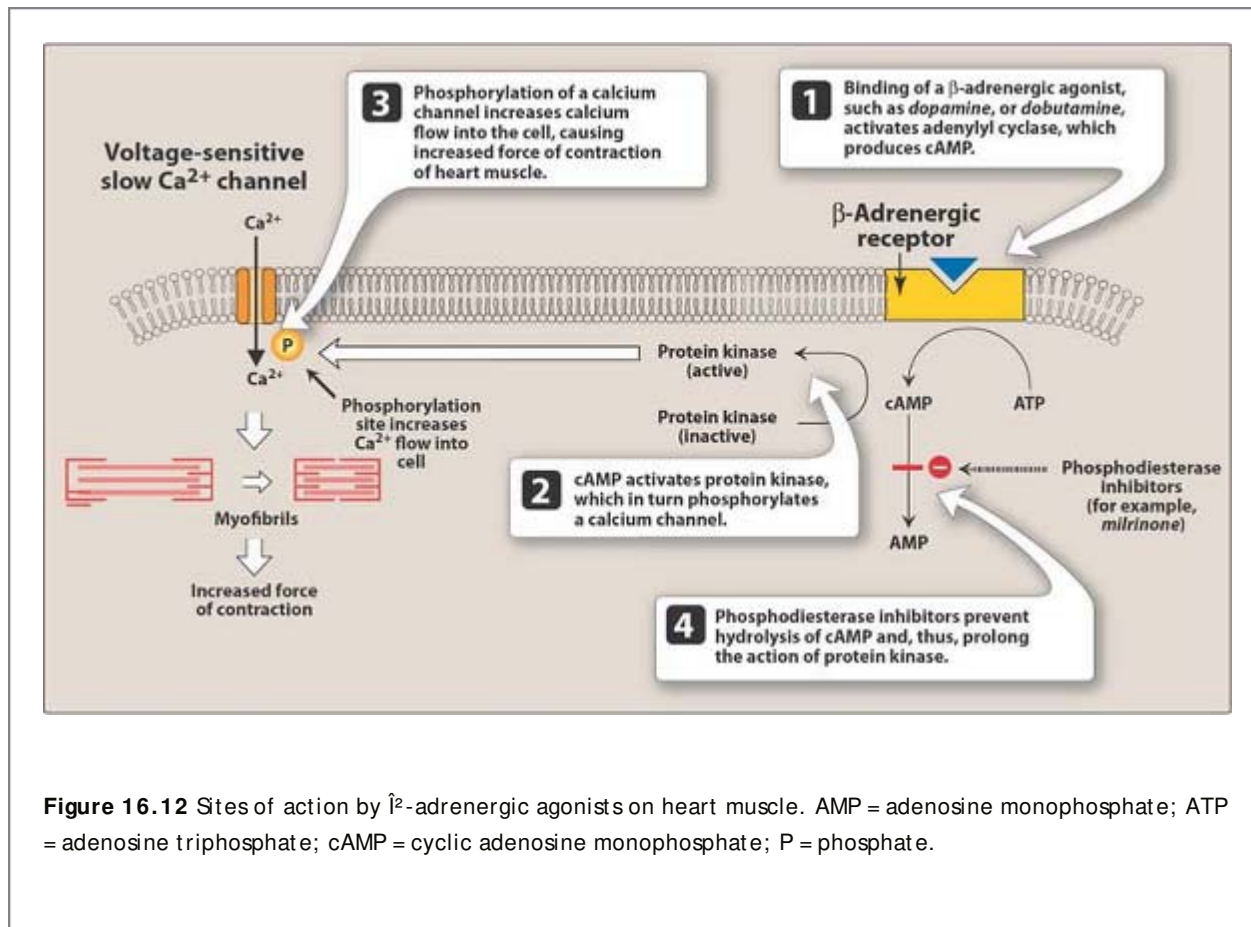 3
Phosphorylation of a calcium
channel increases calcium
flow into the cell, causing
increased force of contraction
of heart muscle.
1
Binding of a β-adrenergic agonist,
such as dopamine, or dobutamine,
activates adenylyl cyclase, which
produces cAMP.
Voltage-sensitive
slow Ca²⁺ channel
Ca²⁺
β-Adrenergic
receptor
P
Ca²⁺
Phosphorylation
site increases
Ca²⁺ flow into
cell
Protein kinase
(active)
Protein kinase
(inactive)
cAMP
ATP
2
cAMP activates protein kinase,
which in turn phosphorylates
a calcium channel.
Phosphodiesterase
inhibitors
(for example,
milrinone)
AMP
Myofibrils
Increased force
of contraction
4
Phosphodiesterase inhibitors prevent
hydrolysis of cAMP and, thus, prolong
the action of protein kinase.
Figure 16.12 Sites of action by β-adrenergic agonists on heart muscle. AMP = adenosine monophosphate; ATP
= adenosine triphosphate; cAMP = cyclic adenosine monophosphate; P = phosphate.